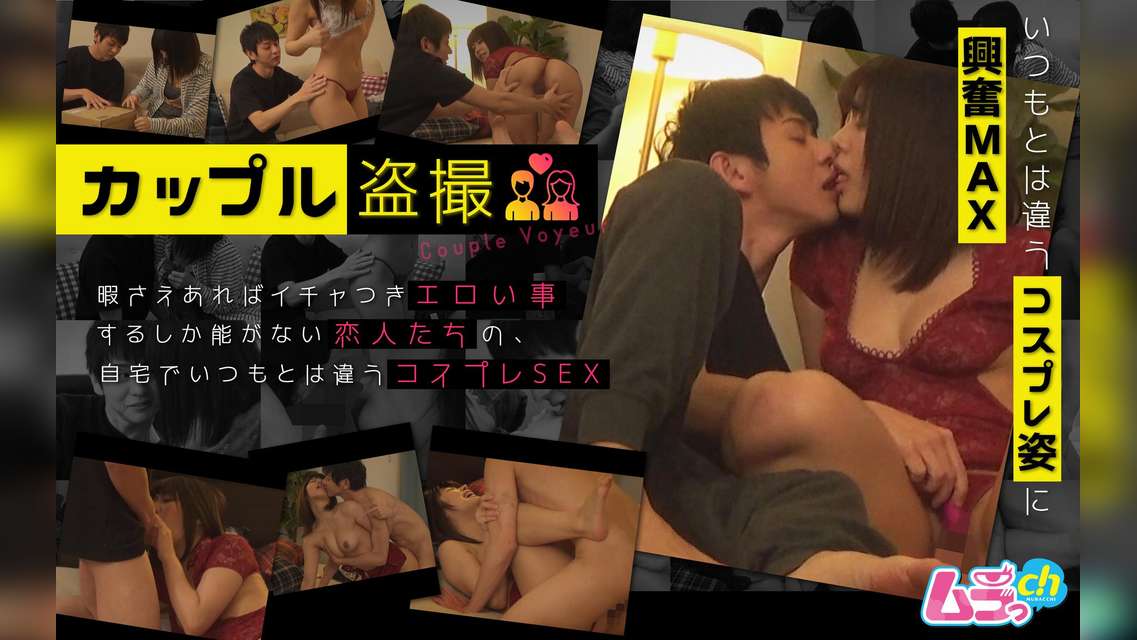 カップル盗撮
Couple Voyeur
暇さえあればイチャつきエロい事
するしか能がない恋人たちの、
自宅でいつもとは違うコスプレSEX
いつもとは違うコスプレ姿に
興奮MAX
ムラっch
MURACCHI